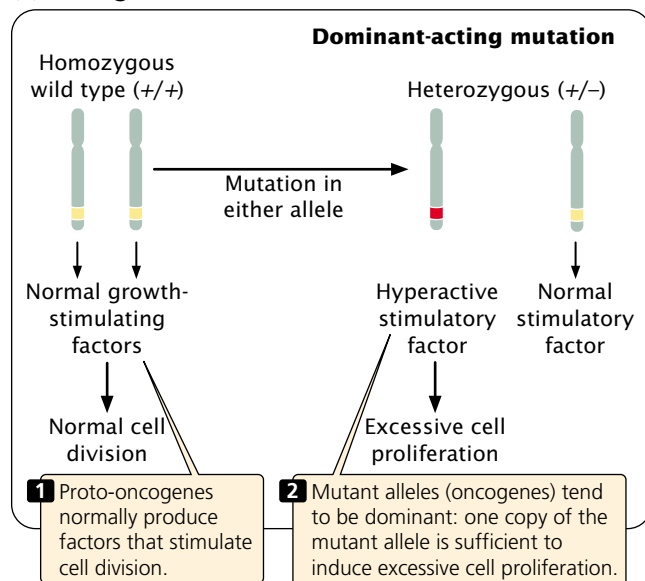 Dominant-acting mutation
Homozygous
wild type (+/+)
Heterozygous (+/–)
Mutation in
either allele
Normal growth-
stimulating
factors
Hyperactive
stimulatory
factor
Normal
stimulatory
factor
Normal cell
division
Excessive cell
proliferation
1 Proto-oncogenes
normally produce
factors that stimulate
cell division.
2 Mutant alleles (oncogenes) tend
to be dominant: one copy of the
mutant allele is sufficient to
induce excessive cell proliferation.